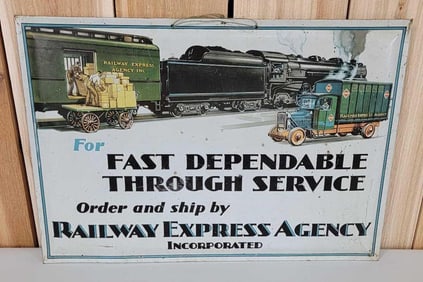 RAILWAY EXPRESS
AGENCY INC.
For
FAST DEPENDABLE
THROUGH SERVICE
Order and ship by
RAILWAY EXPRESS AGENCY
INCORPORATED